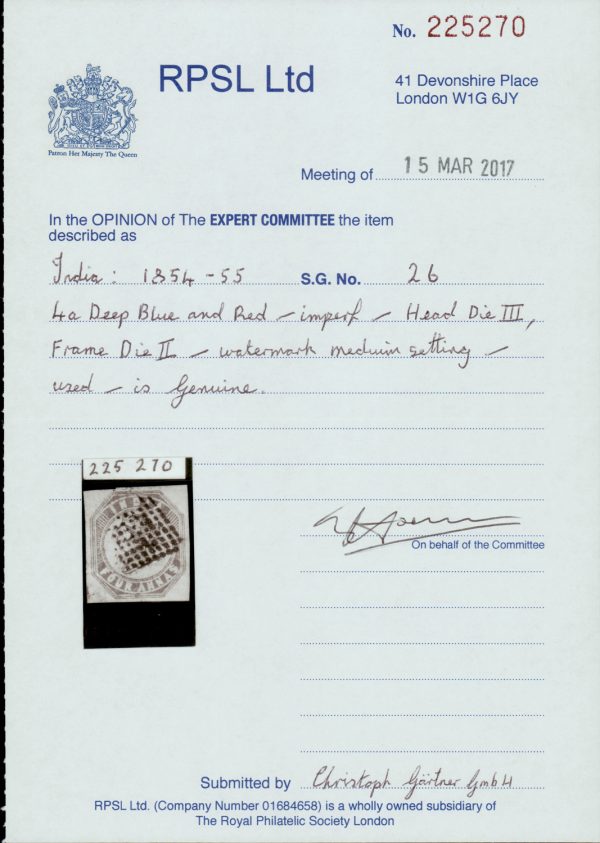 No. 225270
RPSL Ltd
41 Devonshire Place
London W1G 6JY
Patron Her Majesty The Queen
Meeting of 15 MAR 2017
In the OPINION of The EXPERT COMMITTEE the item
described as
India: 1854-55 S.G. No. 26
4a Deep Blue and Red – imperf – Head Die III,
Frame Die II – watermark medium setting –
used – is Genuine.
225 270
INDIA
FOUR ANNAS
On behalf of the Committee
Submitted by Christoph Gärtner GmbH
RPSL Ltd. (Company Number 01684658) is a wholly owned subsidiary of
The Royal Philatelic Society London